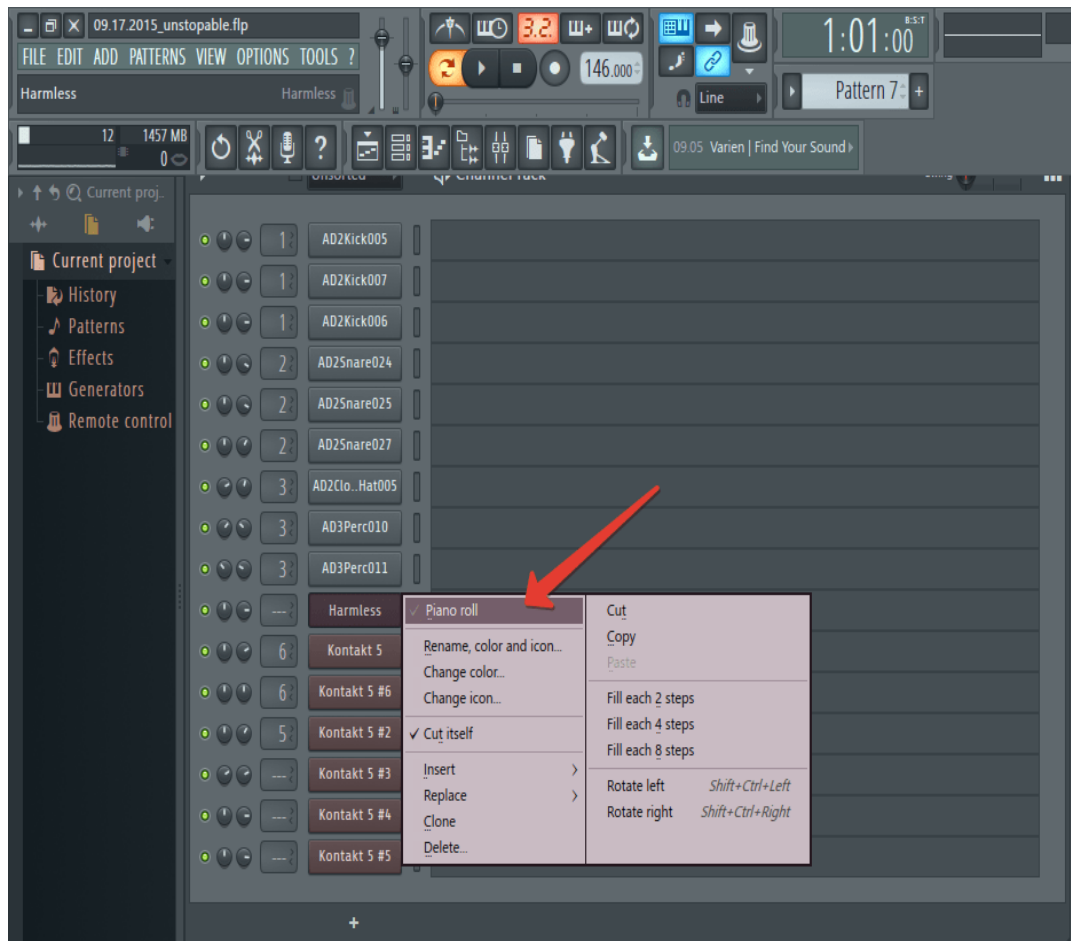 09.17.2015_unstopable.flp
FILE EDIT ADD PATTERNS VIEW OPTIONS TOOLS ?
Harmless
Harmless
3.2.
146.000
Line
1:01:00
B:S:T
Pattern 7
+
12
1457 MB
0
?
09.05 Varien | Find Your Sound
Current proj..
Unsorted
Channel rack
Swing
Current project
History
Patterns
Effects
Generators
Remote control
1 AD2Kick005
1 AD2Kick007
1 AD2Kick006
2 AD2Snare024
2 AD2Snare025
2 AD2Snare027
3 AD2Clo..Hat005
3 AD3Perc010
3 AD3Perc011
--- Harmless
6 Kontakt 5
6 Kontakt 5 #6
5 Kontakt 5 #2
--- Kontakt 5 #3
--- Kontakt 5 #4
--- Kontakt 5 #5
Piano roll
Rename, color and icon...
Change color...
Change icon...
Cut itself
Insert
Replace
Clone
Delete...
Cut
Copy
Paste
Fill each 2 steps
Fill each 4 steps
Fill each 8 steps
Rotate left Shift+Ctrl+Left
Rotate right Shift+Ctrl+Right
+